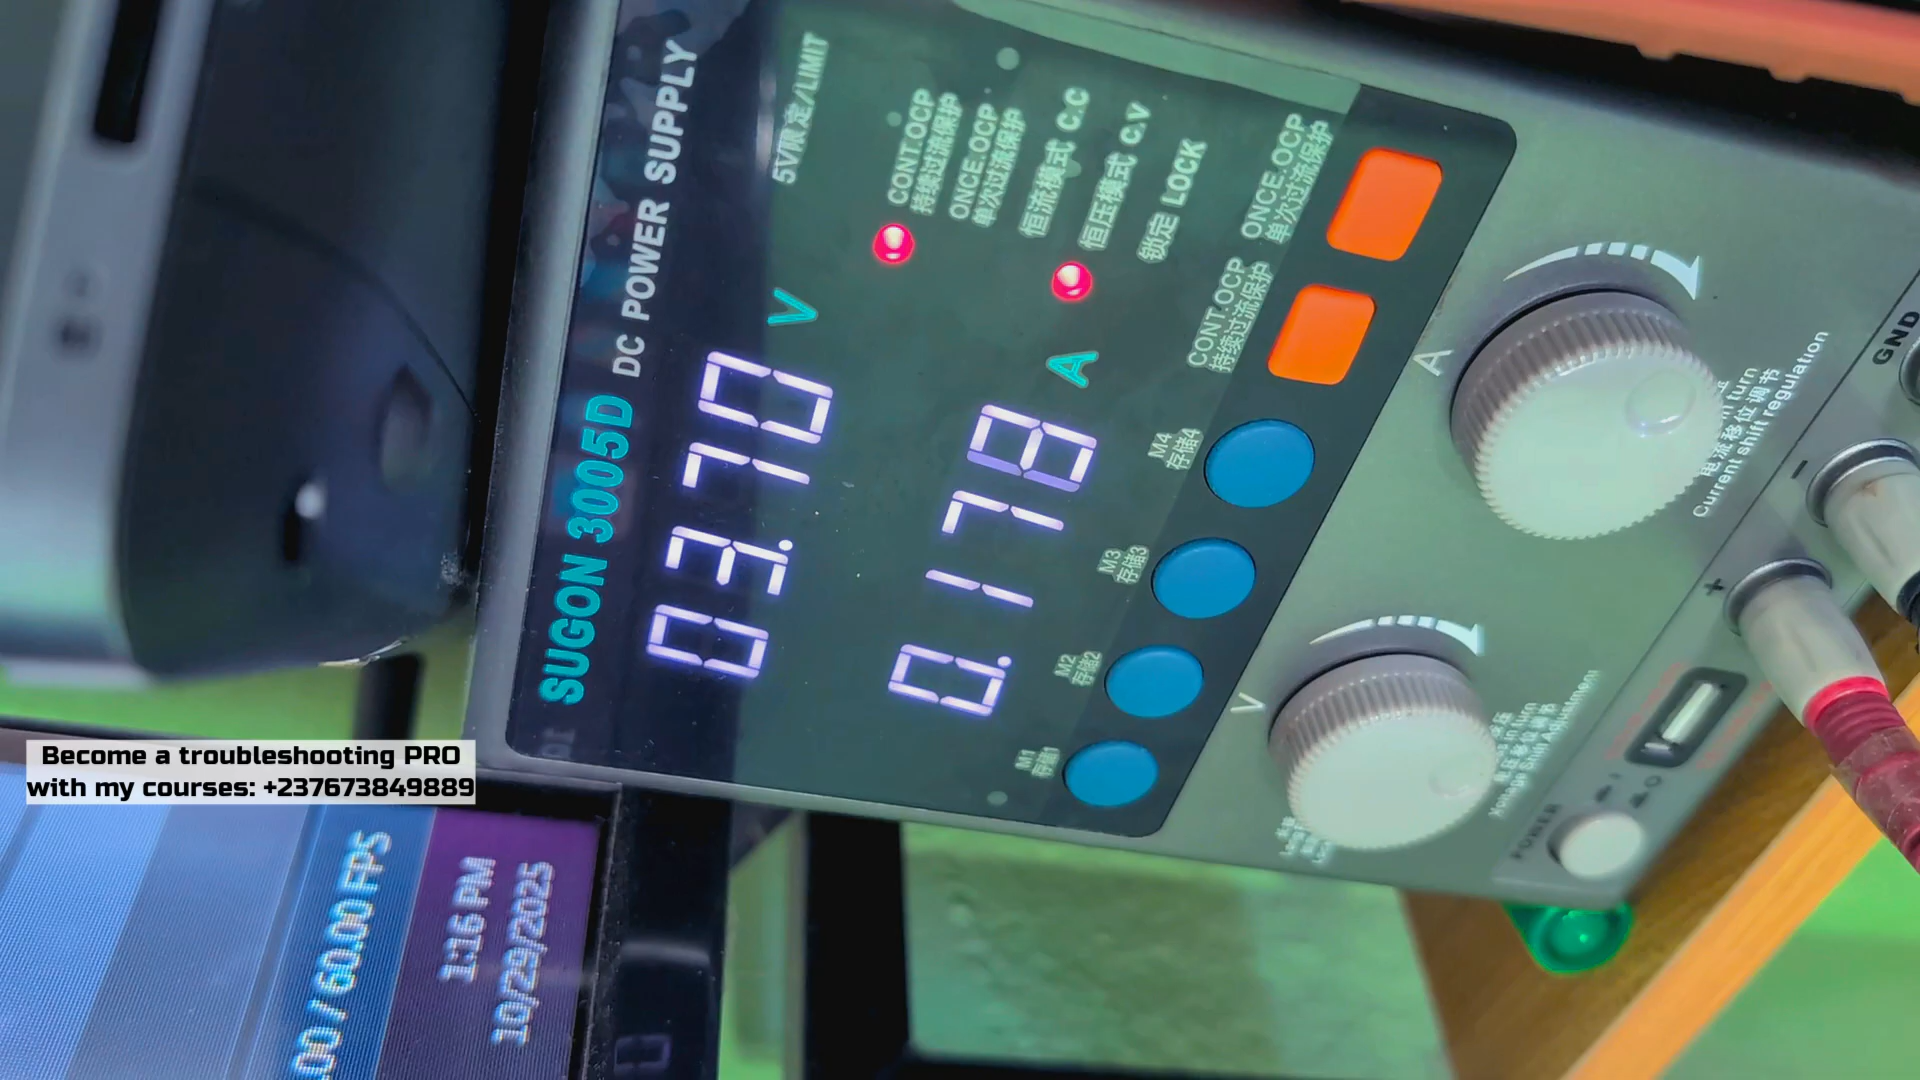 SUGON 3005D DC POWER SUPPLY
5V限定/LIMIT
03.70 V
0.178 A
CONT.OCP
持续过流保护
ONCE.OCP
单次过流保护
恒流模式 C.C
恒压模式 C.V
锁定 LOCK
M1
存储1
M2
存储2
M3
存储3
M4
存储4
CONT.OCP
持续过流保护
ONCE.OCP
单次过流保护
V
A
电流移位调节
Current shift regulation
POWER
+
-
GND
Become a troubleshooting PRO
with my courses: +237673849889
.00 / 60.00 FPS
1:16 PM
10/29/2025